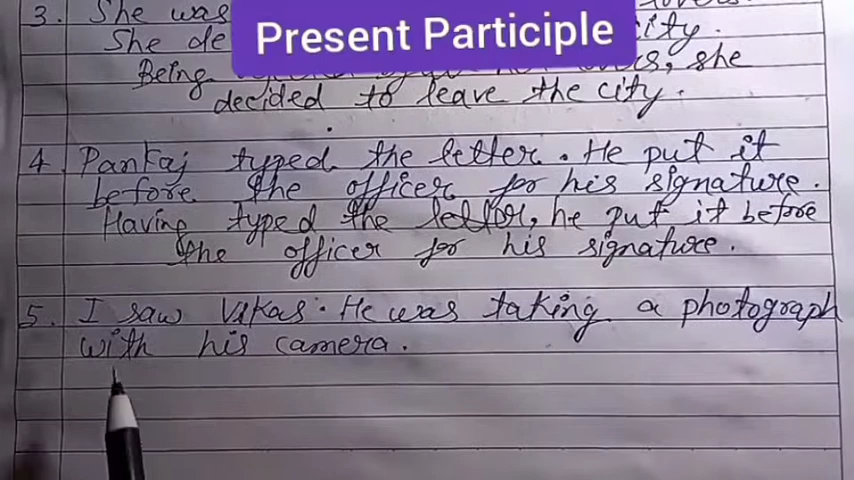 3. She was
Present Participle
She de city.
Being she
decided to leave the city.
4. Pankaj typed the letter. He put it
before the officer for his signature.
Having typed the letter, he put it before
the officer for his signature.
5. I saw Vikas. He was taking a photograph
with his camera.